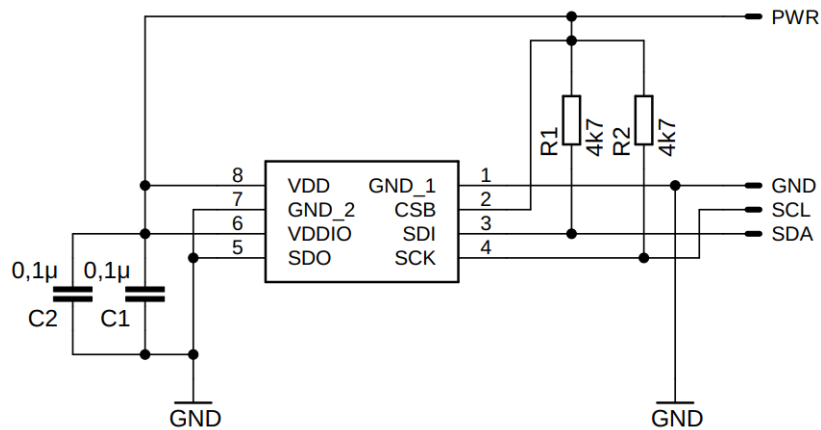 PWR
R1
4k7
R2
4k7
8
VDD
GND_1
1
GND
7
GND_2
CSB
2
SCL
6
VDDIO
SDI
3
SDA
5
SDO
SCK
4
0,1µ
0,1µ
C2
C1
GND
GND